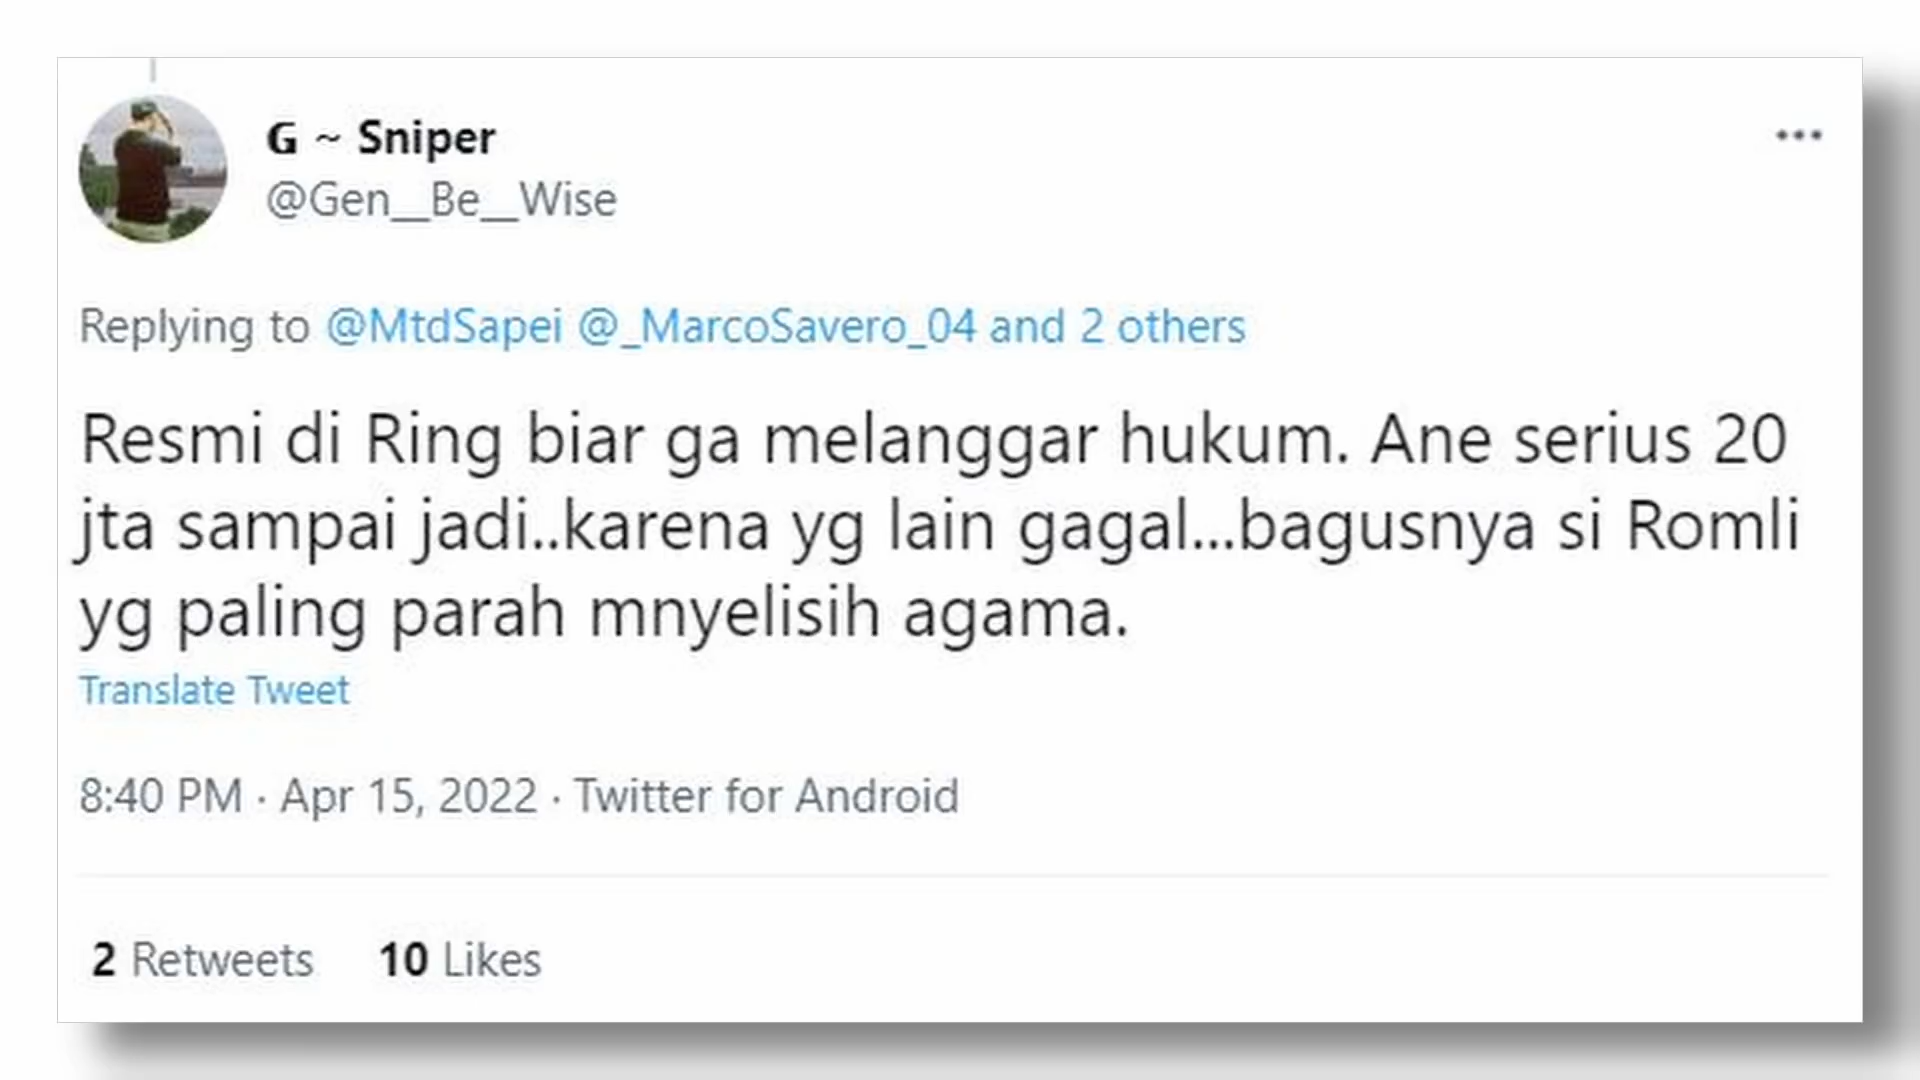 G ~ Sniper
@Gen__Be__Wise
Replying to @MtdSapei @_MarcoSavero_04 and 2 others
Resmi di Ring biar ga melanggar hukum. Ane serius 20
jta sampai jadi..karena yg lain gagal...bagusnya si Romli
yg paling parah mnyelisih agama.
Translate Tweet
8:40 PM · Apr 15, 2022 · Twitter for Android
2 Retweets 10 Likes